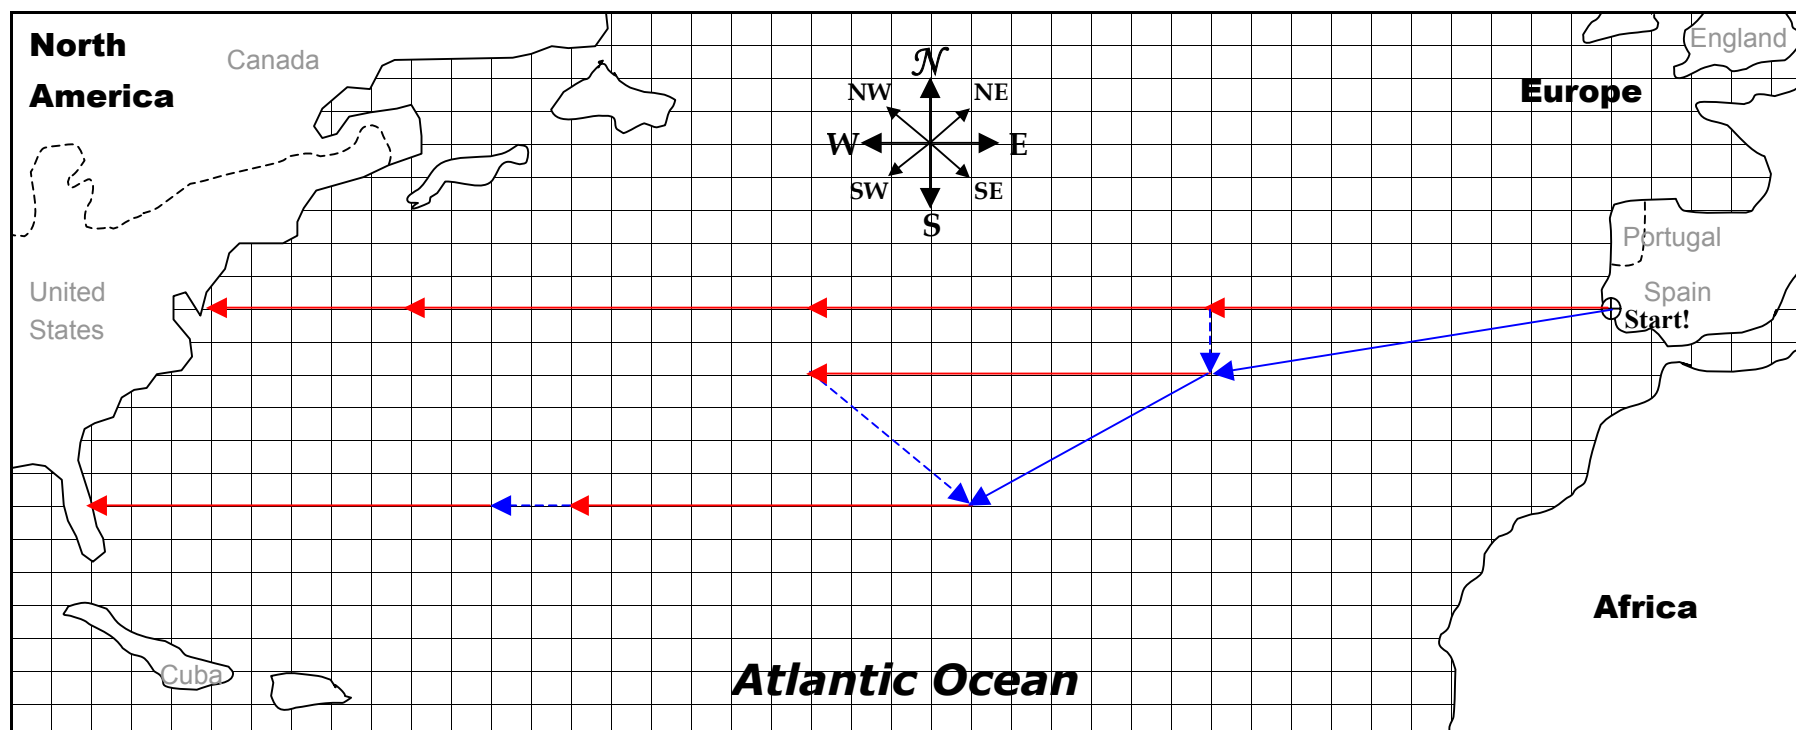 North
America
Canada
United
States
N
NW
NE
W
E
SW
SE
S
England
Europe
Portugal
Spain
Start!
Africa
Cuba
Atlantic Ocean